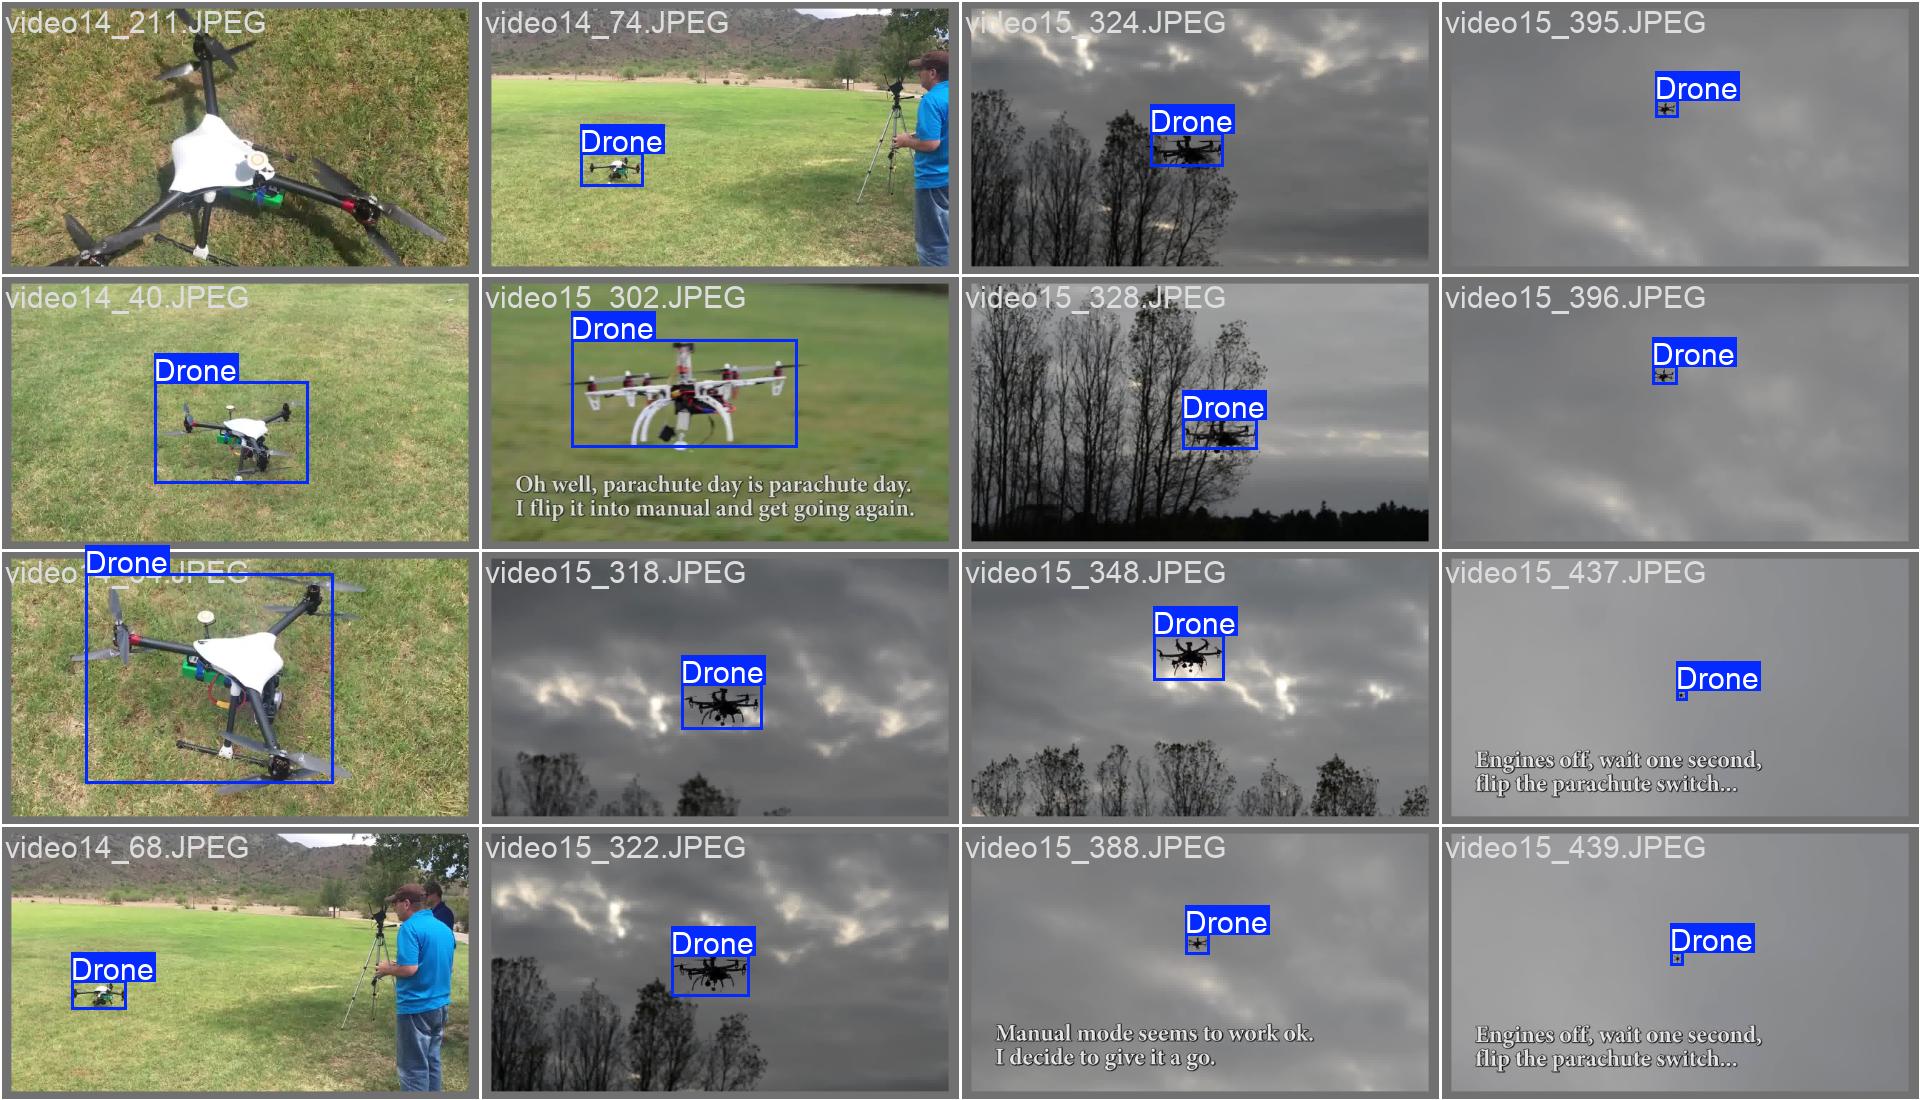 video14_211.JPEG
video14_74.JPEG
Drone
video15_324.JPEG
Drone
video15_395.JPEG
Drone
video14_40.JPEG
Drone
video15_302.JPEG
Drone
Oh well, parachute day is parachute day.
I flip it into manual and get going again.
video15_328.JPEG
Drone
video15_396.JPEG
Drone
Drone
video15_318.JPEG
Drone
video15_348.JPEG
Drone
video15_437.JPEG
Drone
Engines off, wait one second,
flip the parachute switch...
video14_68.JPEG
Drone
video15_322.JPEG
Drone
video15_388.JPEG
Drone
Manual mode seems to work ok.
I decide to give it a go.
video15_439.JPEG
Drone
Engines off, wait one second,
flip the parachute switch...